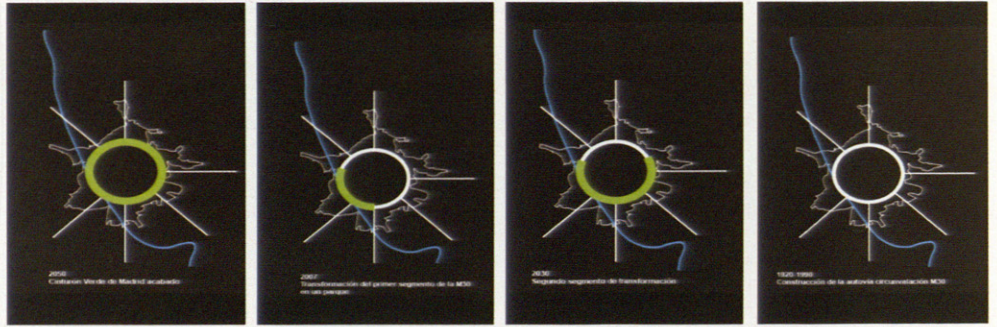 2050
Cinturón Verde de Madrid acabado
2007
Transformación del primer segmento de la M30
en un parque
2030
Segundo segmento de transformación
1920-1990
Construcción de la autovía circunvalación M30